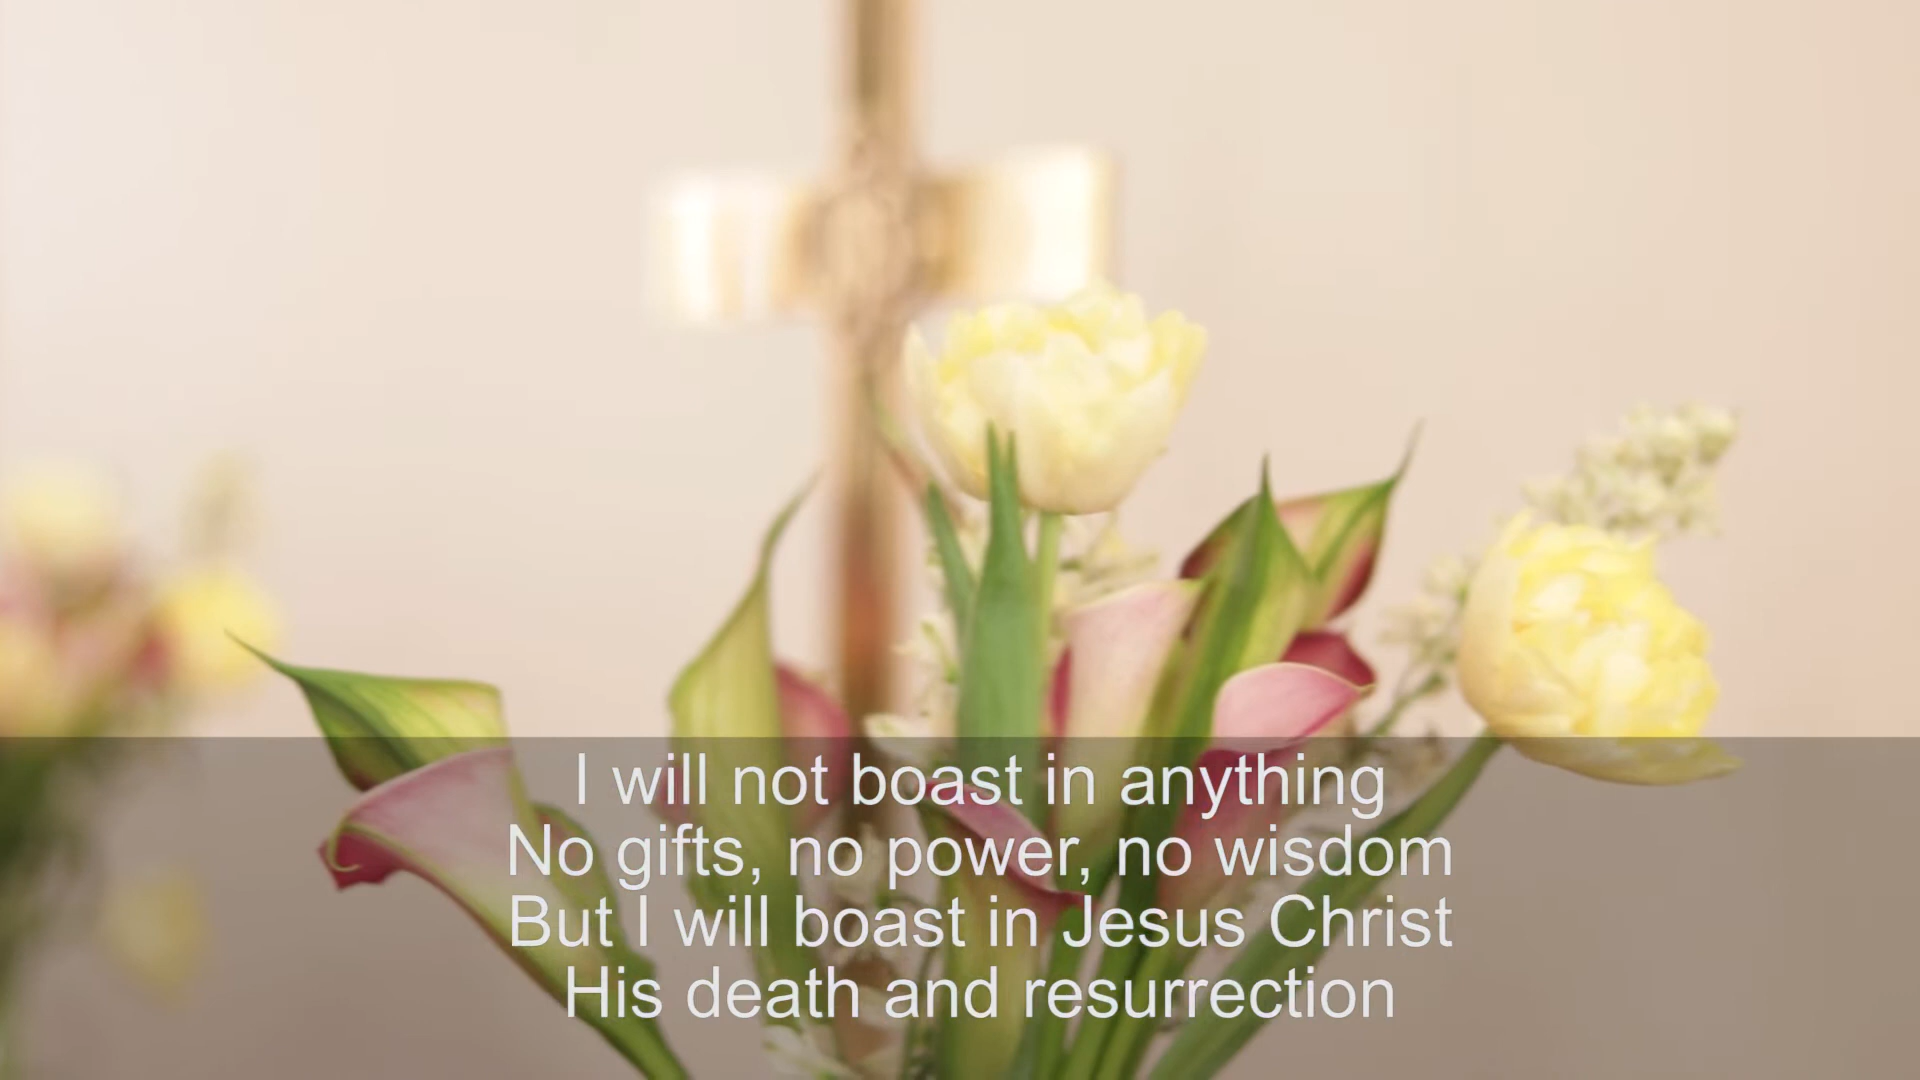 I will not boast in anything
No gifts, no power, no wisdom
But I will boast in Jesus Christ
His death and resurrection